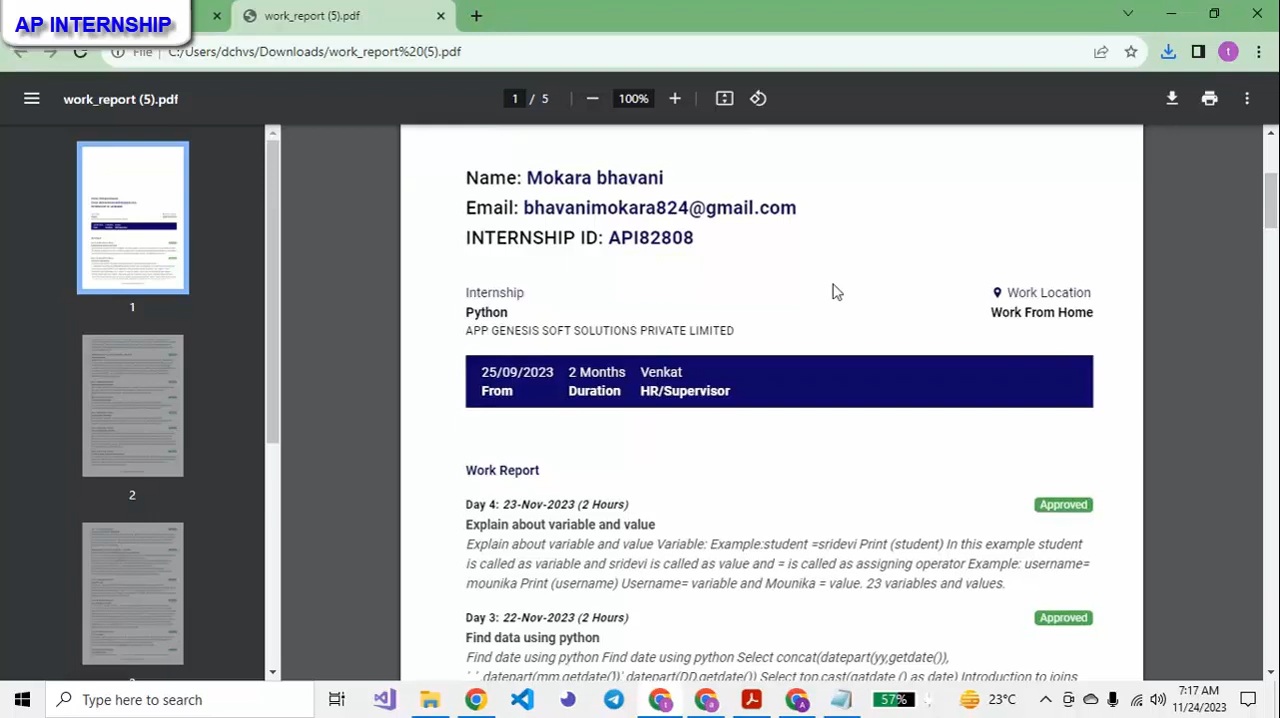 AP INTERNSHIP
work_report (5).pdf
File
C:/Users/dchvs/Downloads/work_report%20(5).pdf
t
work_report (5).pdf
1 / 5
100%
1
2
Name: Mokara bhavani
Email: bhavanimokara824@gmail.com
INTERNSHIP ID: API82808
Internship
Work Location
Python
Work From Home
APP GENESIS SOFT SOLUTIONS PRIVATE LIMITED
25/09/2023 2 Months Venkat
From Duration HR/Supervisor
Work Report
Day 4: 23-Nov-2023 (2 Hours)
Approved
Explain about variable and value
Explain about variable and value Variable: Example:student =sridevi Print (student) In this example student
is called as variable and sridevi is called as value and = is called as assigning operator Example: username=
mounika Print (username) Username= variable and Mounika = value. 23 variables and values.
Day 3: 22-Nov-2023 (2 Hours)
Approved
Find data using python
Find date using python Find date using python Select concat(datepart(yy,getdate()),
Type here to search
57%
23°C
7:17 AM
11/24/2023